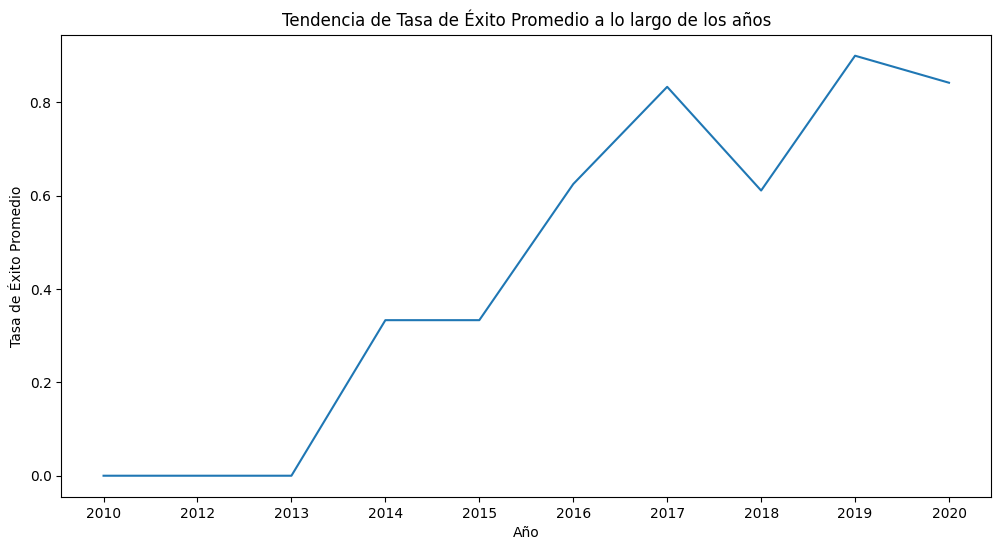 Tendencia de Tasa de Éxito Promedio a lo largo de los años
Tasa de Éxito Promedio
0.8
0.6
0.4
0.2
0.0
2010 2012 2013 2014 2015 2016 2017 2018 2019 2020
Año